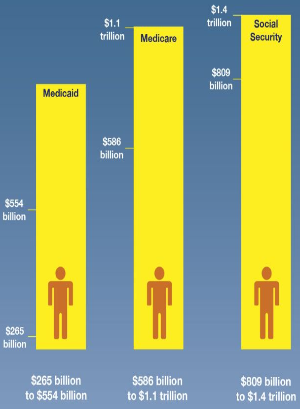 $1.4
trillion
$1.1
trillion
Social
Security
Medicare
$809
billion
Medicaid
$586
billion
$554
billion
$265
billion
$265 billion
to $554 billion
$586 billion
to $1.1 trillion
$809 billion
to $1.4 trillion